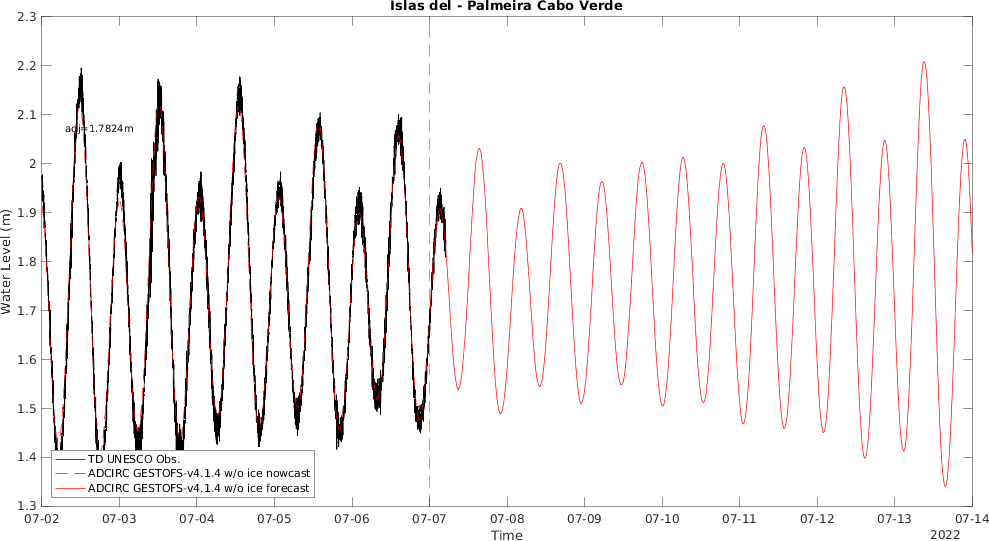 Islas del - Palmeira Cabo Verde
2.3
2.2
2.1
2
1.9
1.8
1.7
1.6
1.5
1.4
1.3
Water Level (m)
adj=1.7824m
TD UNESCO Obs.
ADCIRC GESTOFS-v4.1.4 w/o ice nowcast
ADCIRC GESTOFS-v4.1.4 w/o ice forecast
07-02 07-03 07-04 07-05 07-06 07-07 07-08 07-09 07-10 07-11 07-12 07-13 07-14
Time
2022